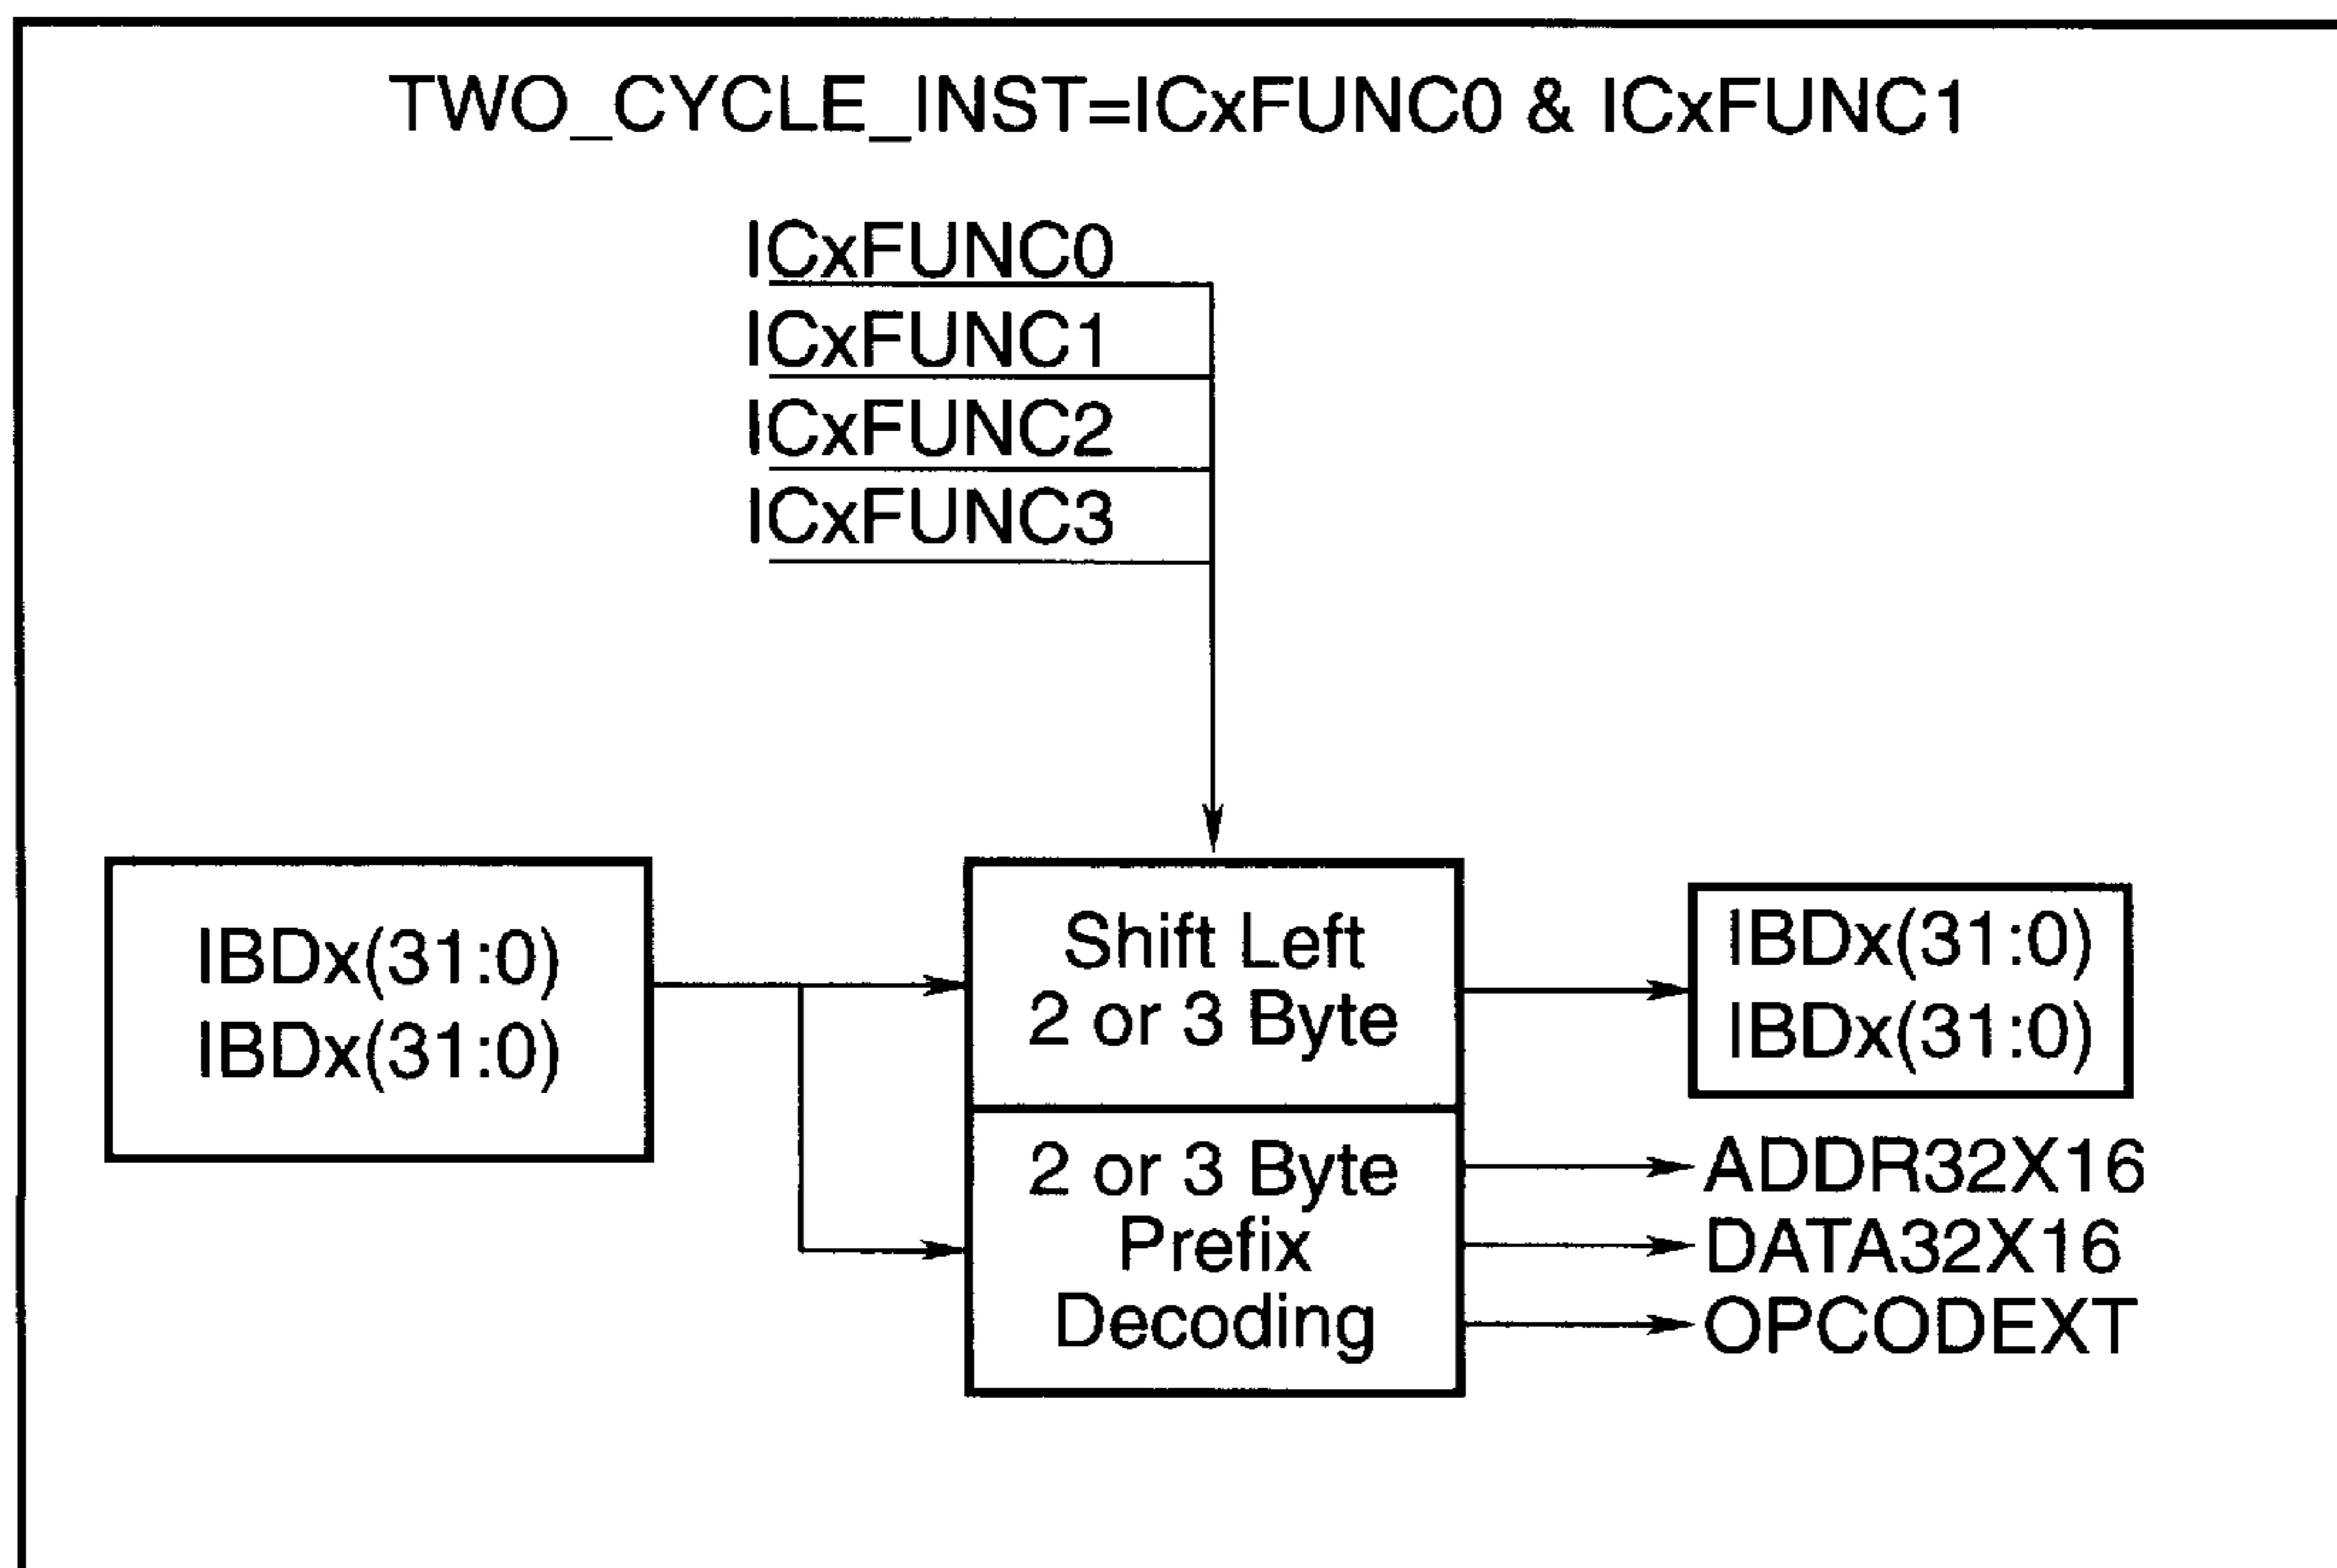 TWO_CYCLE_INST=ICxFUNC0 & ICxFUNC1
ICxFUNC0
ICxFUNC1
ICxFUNC2
ICxFUNC3
IBDx(31:0)
IBDx(31:0)
Shift Left
2 or 3 Byte
IBDx(31:0)
IBDx(31:0)
2 or 3 Byte
Prefix
Decoding
ADDR32X16
DATA32X16
OPCODEXT